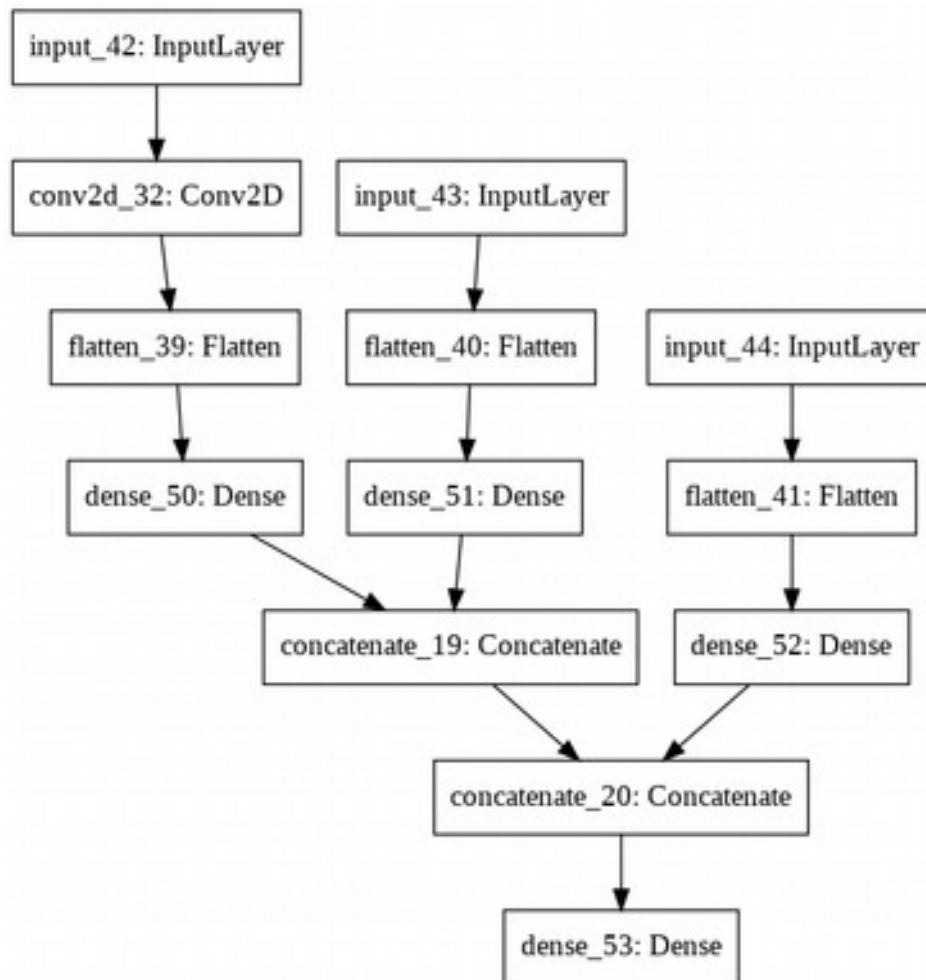 input_42: InputLayer
conv2d_32: Conv2D
input_43: InputLayer
flatten_39: Flatten
flatten_40: Flatten
input_44: InputLayer
dense_50: Dense
dense_51: Dense
flatten_41: Flatten
concatenate_19: Concatenate
dense_52: Dense
concatenate_20: Concatenate
dense_53: Dense